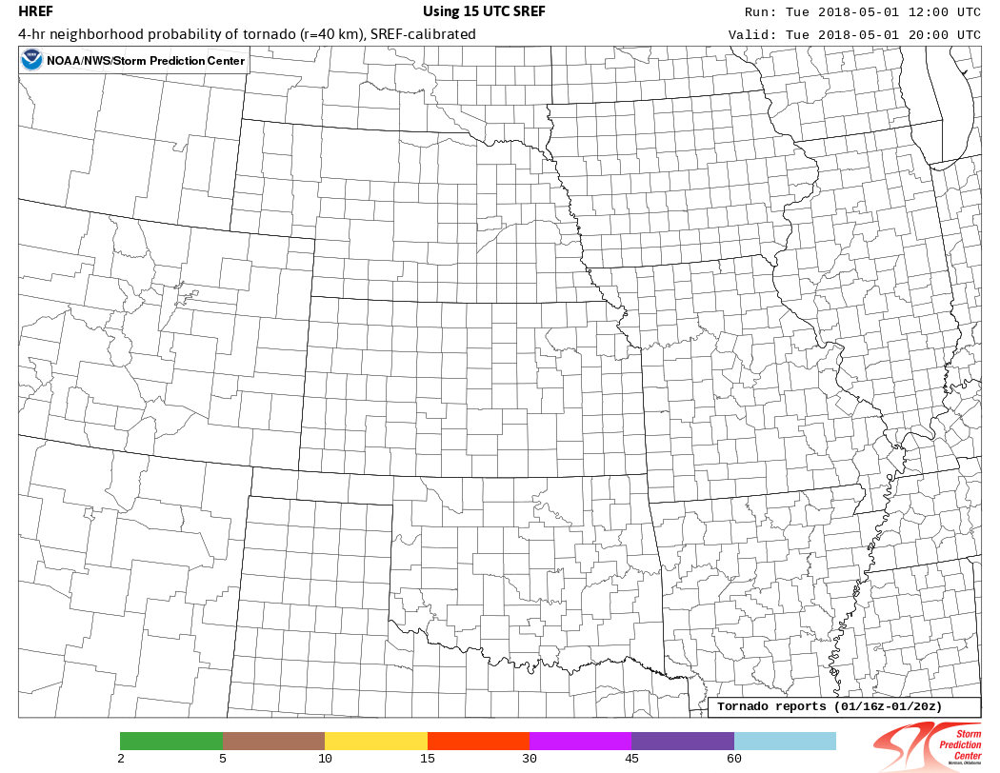 HREF Using 15 UTC SREF Run: Tue 2018-05-01 12:00 UTC
4-hr neighborhood probability of tornado (r=40 km), SREF-calibrated Valid: Tue 2018-05-01 20:00 UTC
NOAA/NWS/Storm Prediction Center
Tornado reports (01/16z-01/20z)
2 5 10 15 30 45 60
Storm
Prediction
Center
Norman, Oklahoma